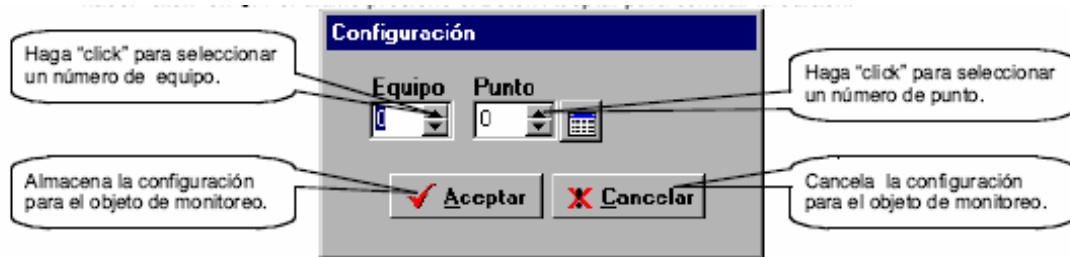 Configuración
Haga “click” para seleccionar
un número de equipo.
Equipo Punto
0 0
Haga “click” para seleccionar
un número de punto.
Almacena la configuración
para el objeto de monitoreo.
Aceptar Cancelar
Cancela la configuración
para el objeto de monitoreo.